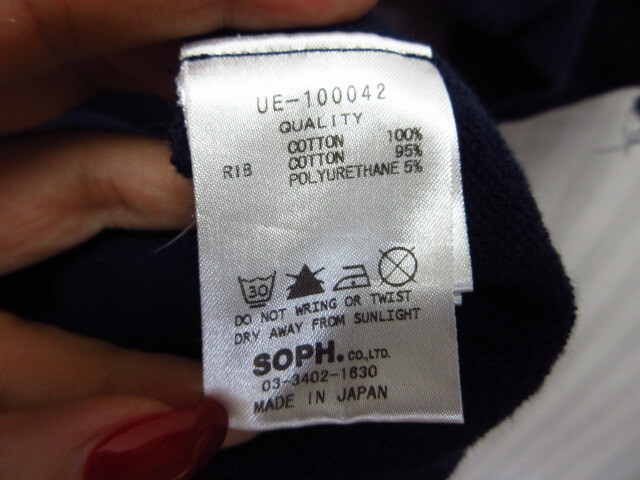 UE-100042
QUALITY
COTTON 100%
RIB COTTON 95%
POLYURETHANE 5%
30
DO NOT WRING OR TWIST
DRY AWAY FROM SUNLIGHT
SOPH. CO.,LTD.
03-3402-1630
MADE IN JAPAN